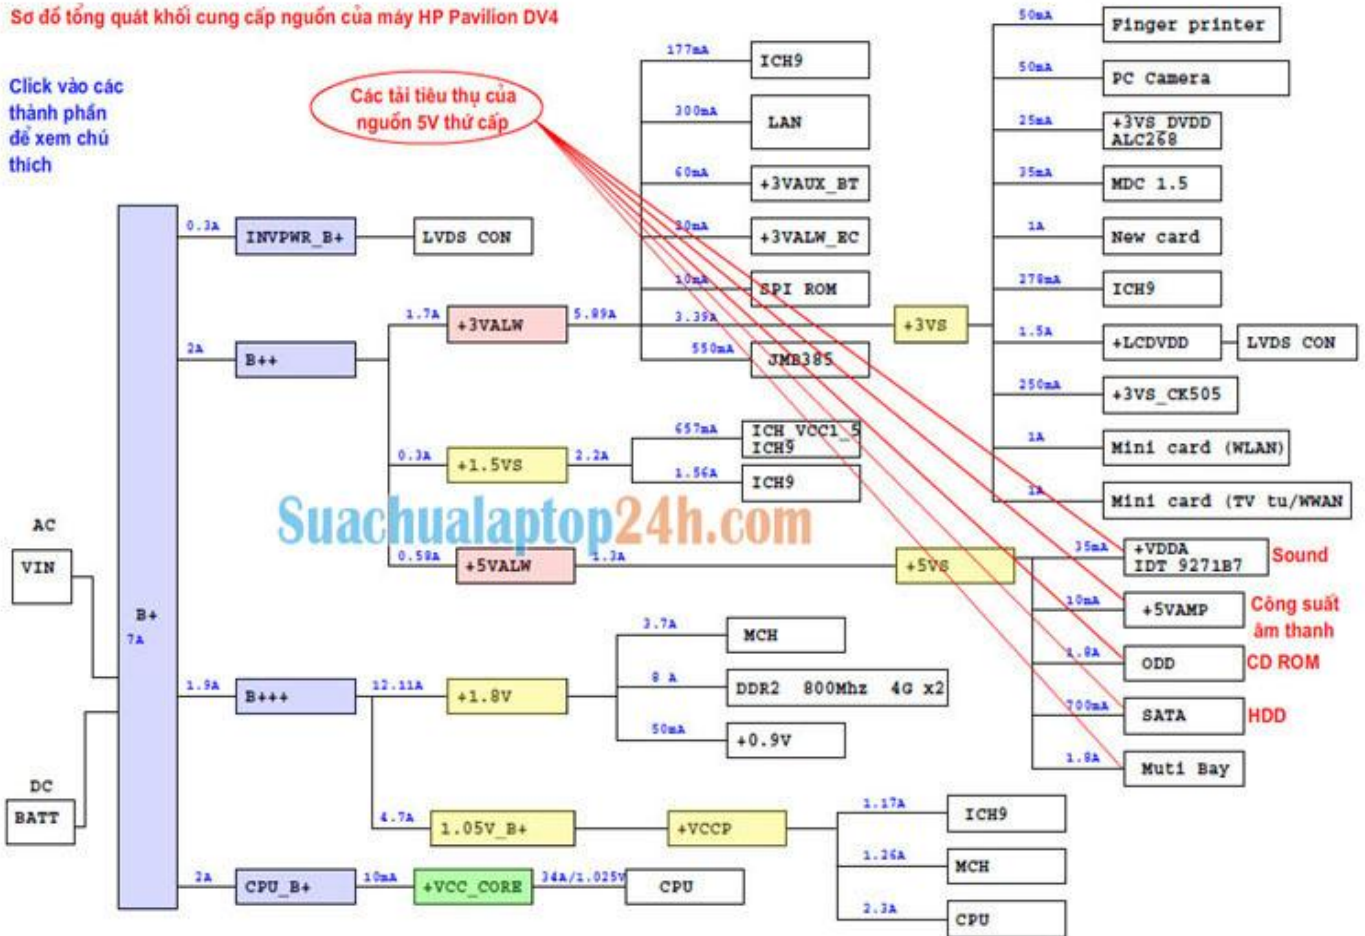 Sơ đồ tổng quát khối cung cấp nguồn của máy HP Pavilion DV4
Click vào các
thành phần
để xem chú
thích
Các tải tiêu thụ của
nguồn 5V thứ cấp
AC
VIN
DC
BATT
B+
7A
0.3A
INVPWR_B+
LVDS CON
2A
B++
1.7A
+3VALW
5.89A
177mA
ICH9
300mA
LAN
60mA
+3VAUX_BT
20mA
+3VALW_EC
10mA
SPI ROM
3.39A
+3VS
550mA
JMB385
50mA
Finger printer
50mA
PC Camera
25mA
+3VS_DVDD
ALC268
35mA
MDC 1.5
1A
New card
278mA
ICH9
1.5A
+LCDVDD
LVDS CON
250mA
+3VS_CK505
1A
Mini card (WLAN)
1A
Mini card (TV tu/WWAN
0.3A
+1.5VS
2.2A
657mA
ICH_VCC1_5
ICH9
1.56A
ICH9
Suachualaptop24h.com
0.58A
+5VALW
1.3A
+5VS
35mA
+VDDA
IDT 9271B7
Sound
10mA
+5VAMP
Công suất
âm thanh
1.8A
ODD
CD ROM
700mA
SATA
HDD
1.8A
Muti Bay
1.9A
B+++
12.11A
+1.8V
3.7A
MCH
8 A
DDR2 800Mhz 4G x2
50mA
+0.9V
4.7A
1.05V_B+
+VCCP
1.17A
ICH9
1.26A
MCH
2.3A
CPU
2A
CPU_B+
10mA
+VCC_CORE
34A/1.025V
CPU